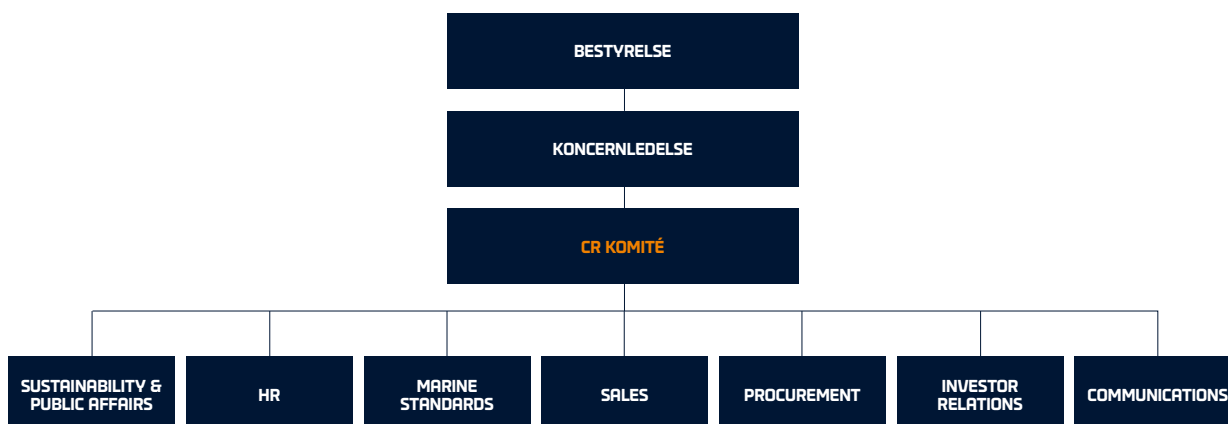 BESTYRELSE
KONCERNLEDELSE
CR KOMITÉ
SUSTAINABILITY &
PUBLIC AFFAIRS
HR
MARINE
STANDARDS
SALES
PROCUREMENT
INVESTOR
RELATIONS
COMMUNICATIONS